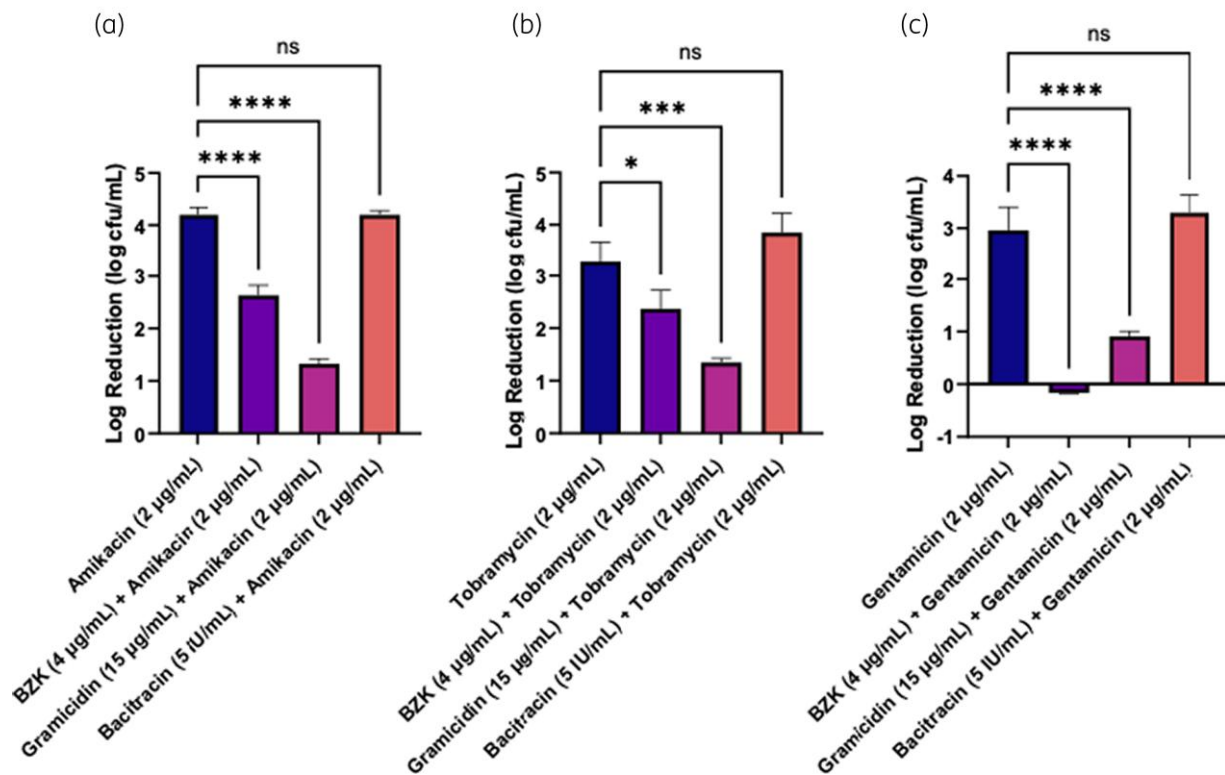 (a)
ns
****
****
Log Reduction (log cfu/mL)
5
4
3
2
1
0
Amikacin (2 µg/mL)
BZK (4 µg/mL) + Amikacin (2 µg/mL)
Gramicidin (15 µg/mL) + Amikacin (2 µg/mL)
Bacitracin (5 IU/mL) + Amikacin (2 µg/mL)
(b)
ns
***
*
Log Reduction (log cfu/mL)
5
4
3
2
1
0
Tobramycin (2 µg/mL)
BZK (4 µg/mL) + Tobramycin (2 µg/mL)
Gramicidin (15 µg/mL) + Tobramycin (2 µg/mL)
Bacitracin (5 IU/mL) + Tobramycin (2 µg/mL)
(c)
ns
****
****
Log Reduction (log cfu/mL)
4
3
2
1
0
-1
Gentamicin (2 µg/mL)
BZK (4 µg/mL) + Gentamicin (2 µg/mL)
Gramicidin (15 µg/mL) + Gentamicin (2 µg/mL)
Bacitracin (5 IU/mL) + Gentamicin (2 µg/mL)